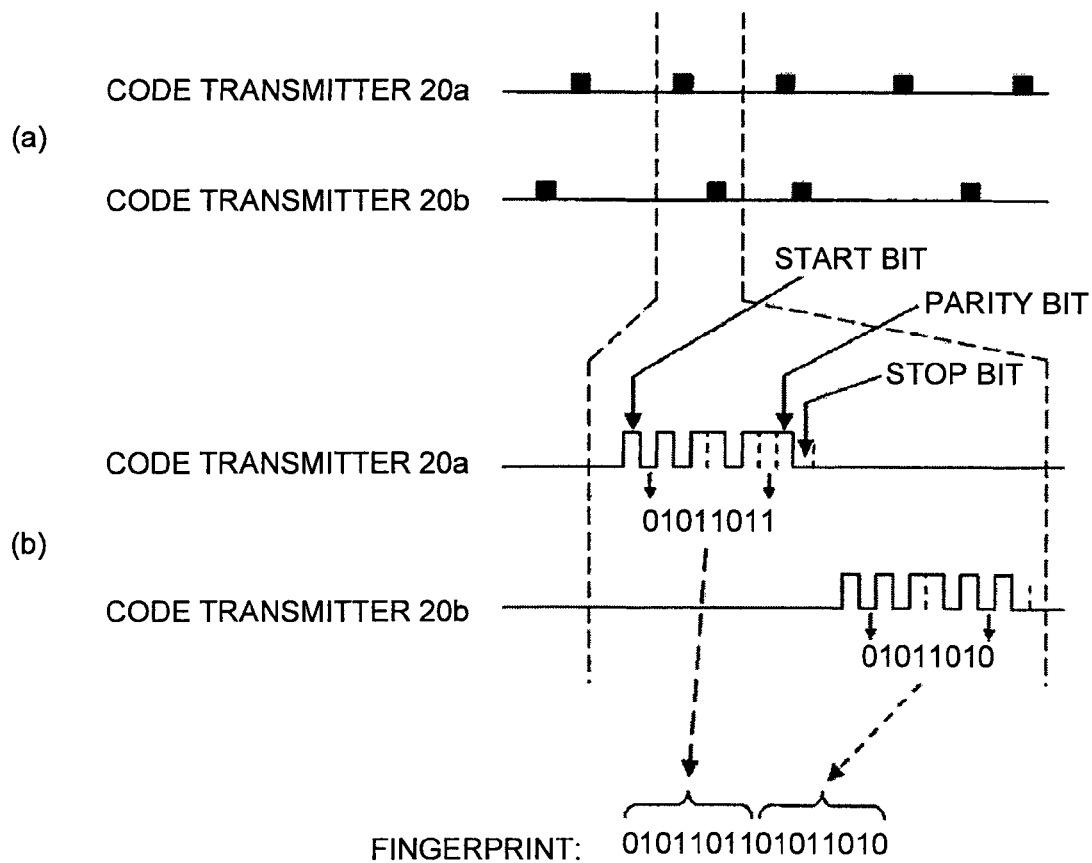 CODE TRANSMITTER 20a
(a)
CODE TRANSMITTER 20b
START BIT
PARITY BIT
STOP BIT
CODE TRANSMITTER 20a
01011011
(b)
CODE TRANSMITTER 20b
01011010
FINGERPRINT: 0101101101011010